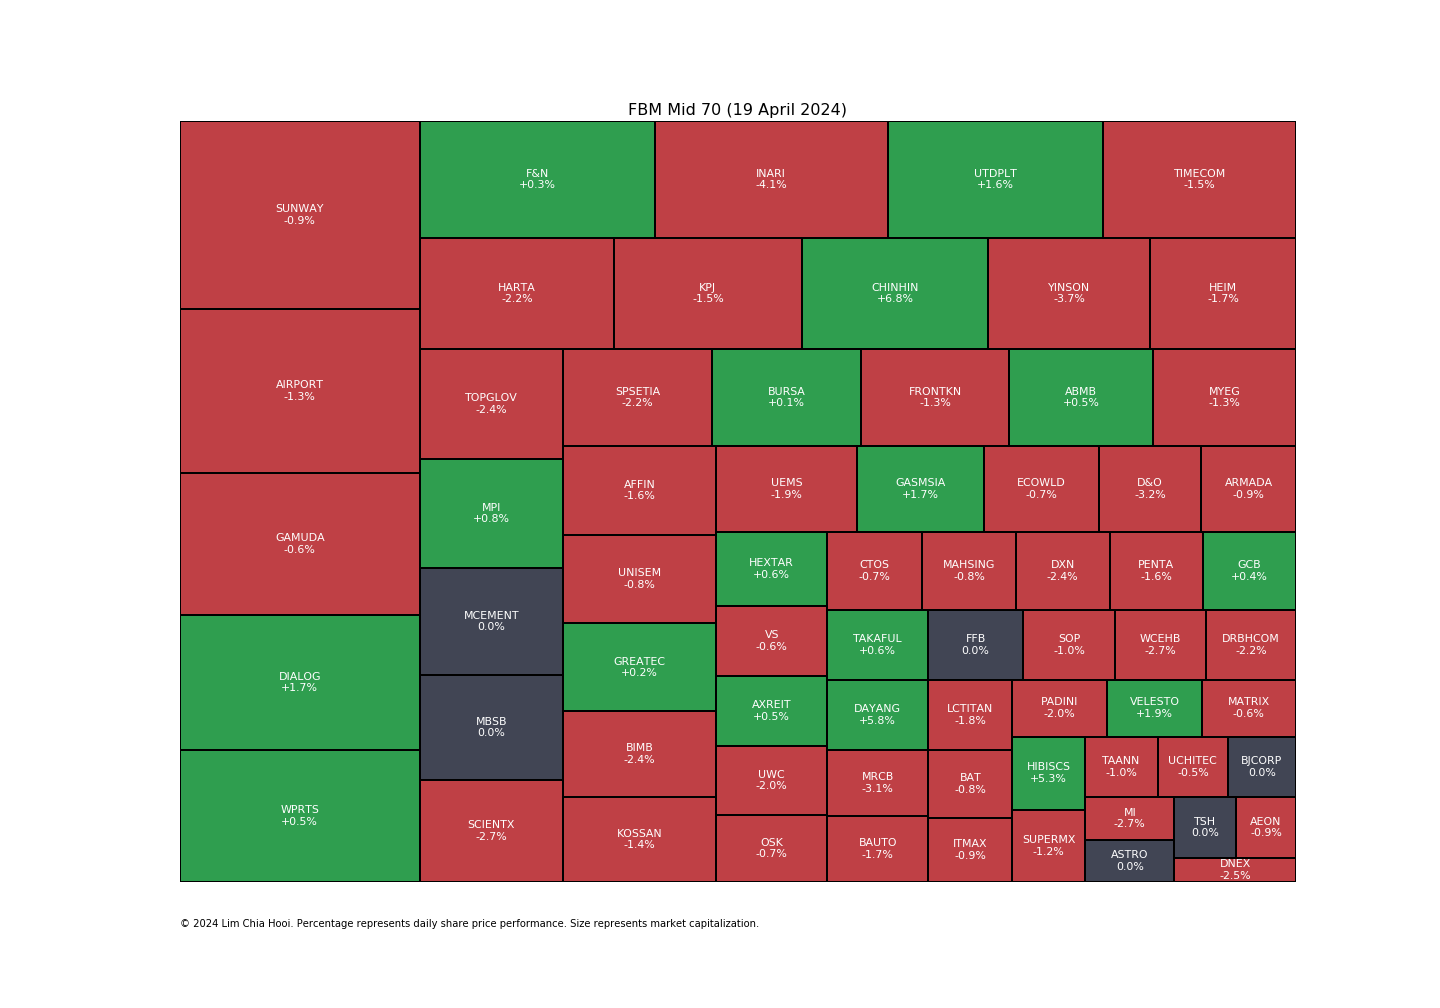 FBM Mid 70 (19 April 2024)
SUNWAY
-0.9%
AIRPORT
-1.3%
GAMUDA
-0.6%
DIALOG
+1.7%
WPRTS
+0.5%
F&N
+0.3%
INARI
-4.1%
UTDPLT
+1.6%
TIMECOM
-1.5%
HARTA
-2.2%
KPJ
-1.5%
CHINHIN
+6.8%
YINSON
-3.7%
HEIM
-1.7%
TOPGLOV
-2.4%
MPI
+0.8%
MCEMENT
0.0%
MBSB
0.0%
SCIENTX
-2.7%
SPSETIA
-2.2%
BURSA
+0.1%
FRONTKN
-1.3%
ABMB
+0.5%
MYEG
-1.3%
AFFIN
-1.6%
UNISEM
-0.8%
GREATEC
+0.2%
BIMB
-2.4%
KOSSAN
-1.4%
UEMS
-1.9%
GASMSIA
+1.7%
ECOWLD
-0.7%
D&O
-3.2%
ARMADA
-0.9%
HEXTAR
+0.6%
VS
-0.6%
AXREIT
+0.5%
UWC
-2.0%
OSK
-0.7%
CTOS
-0.7%
MAHSING
-0.8%
DXN
-2.4%
PENTA
-1.6%
GCB
+0.4%
TAKAFUL
+0.6%
DAYANG
+5.8%
MRCB
-3.1%
BAUTO
-1.7%
FFB
0.0%
SOP
-1.0%
WCEHB
-2.7%
DRBHCOM
-2.2%
LCTITAN
-1.8%
BAT
-0.8%
ITMAX
-0.9%
PADINI
-2.0%
VELESTO
+1.9%
MATRIX
-0.6%
HIBISCS
+5.3%
SUPERMX
-1.2%
TAANN
-1.0%
UCHITEC
-0.5%
BJCORP
0.0%
MI
-2.7%
ASTRO
0.0%
TSH
0.0%
AEON
-0.9%
DNEX
-2.5%
© 2024 Lim Chia Hooi. Percentage represents daily share price performance. Size represents market capitalization.